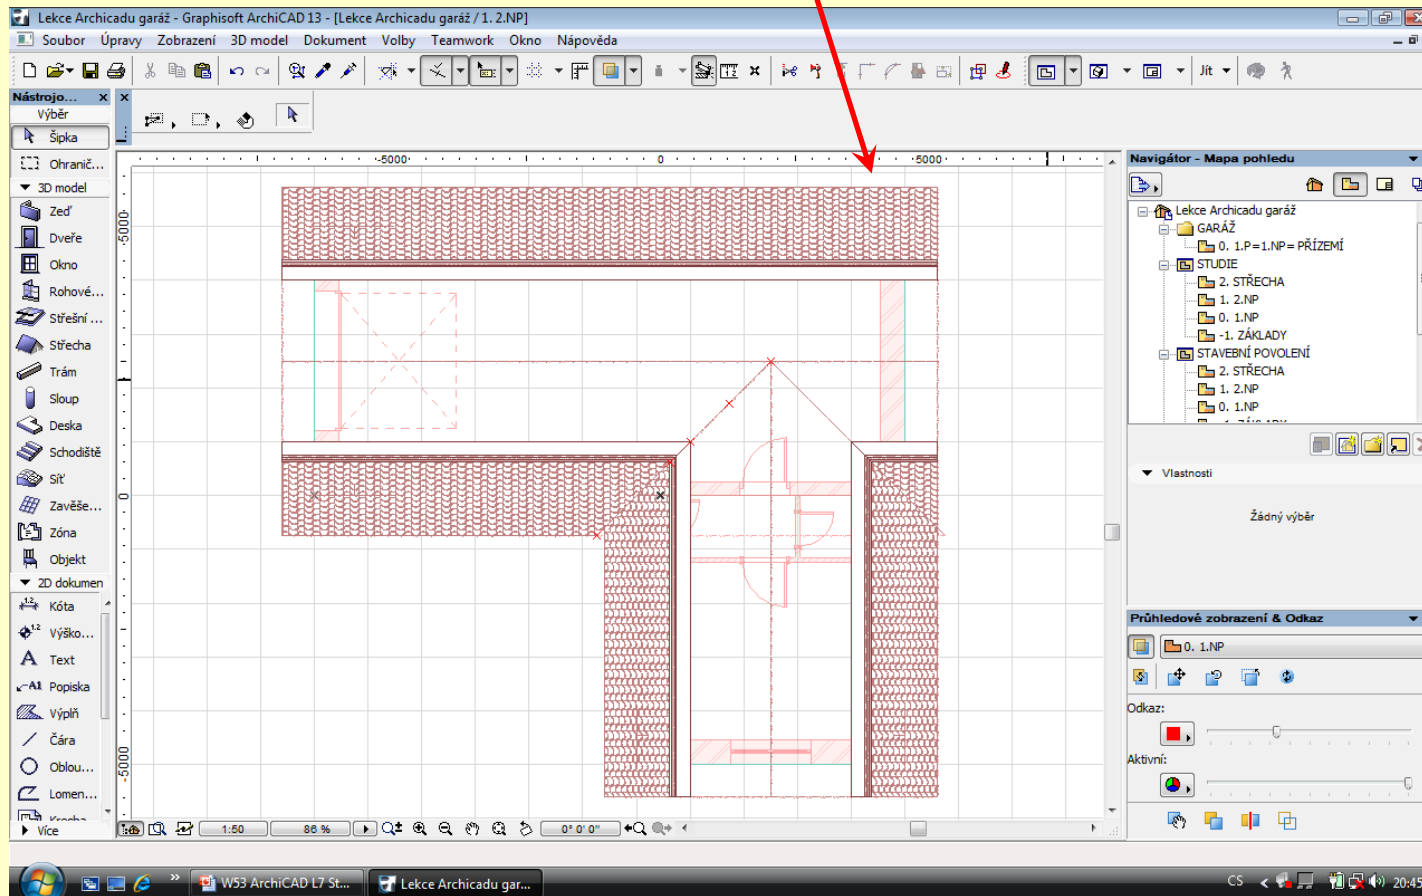 Lekce Archicadu garáž - Graphisoft ArchiCAD 13 - [Lekce Archicadu garáž / 1. 2.NP]
Soubor Úpravy Zobrazení 3D model Dokument Volby Teamwork Okno Nápověda
Jít
Nástrojo...
Výběr
Šipka
Ohranič...
3D model
Zeď
Dveře
Okno
Rohové...
Střešní ...
Střecha
Trám
Sloup
Deska
Schodiště
Síť
Zavěše...
Zóna
Objekt
2D dokumen
Kóta
Výško...
Text
Popiska
Výplň
Čára
Oblou...
Lomen...
Více
-5000
0
5000
5000
0
-5000
1:50
86 %
0° 0' 0"
Navigátor - Mapa pohledu
Lekce Archicadu garáž
GARÁŽ
0. 1.P=1.NP= PŘÍZEMÍ
STUDIE
2. STŘECHA
1. 2.NP
0. 1.NP
-1. ZÁKLADY
STAVEBNÍ POVOLENÍ
2. STŘECHA
1. 2.NP
0. 1.NP
Vlastnosti
Žádný výběr
Průhledové zobrazení & Odkaz
0. 1.NP
Odkaz:
Aktivní:
W53 ArchiCAD L7 St...
Lekce Archicadu gar...
CS
20:45